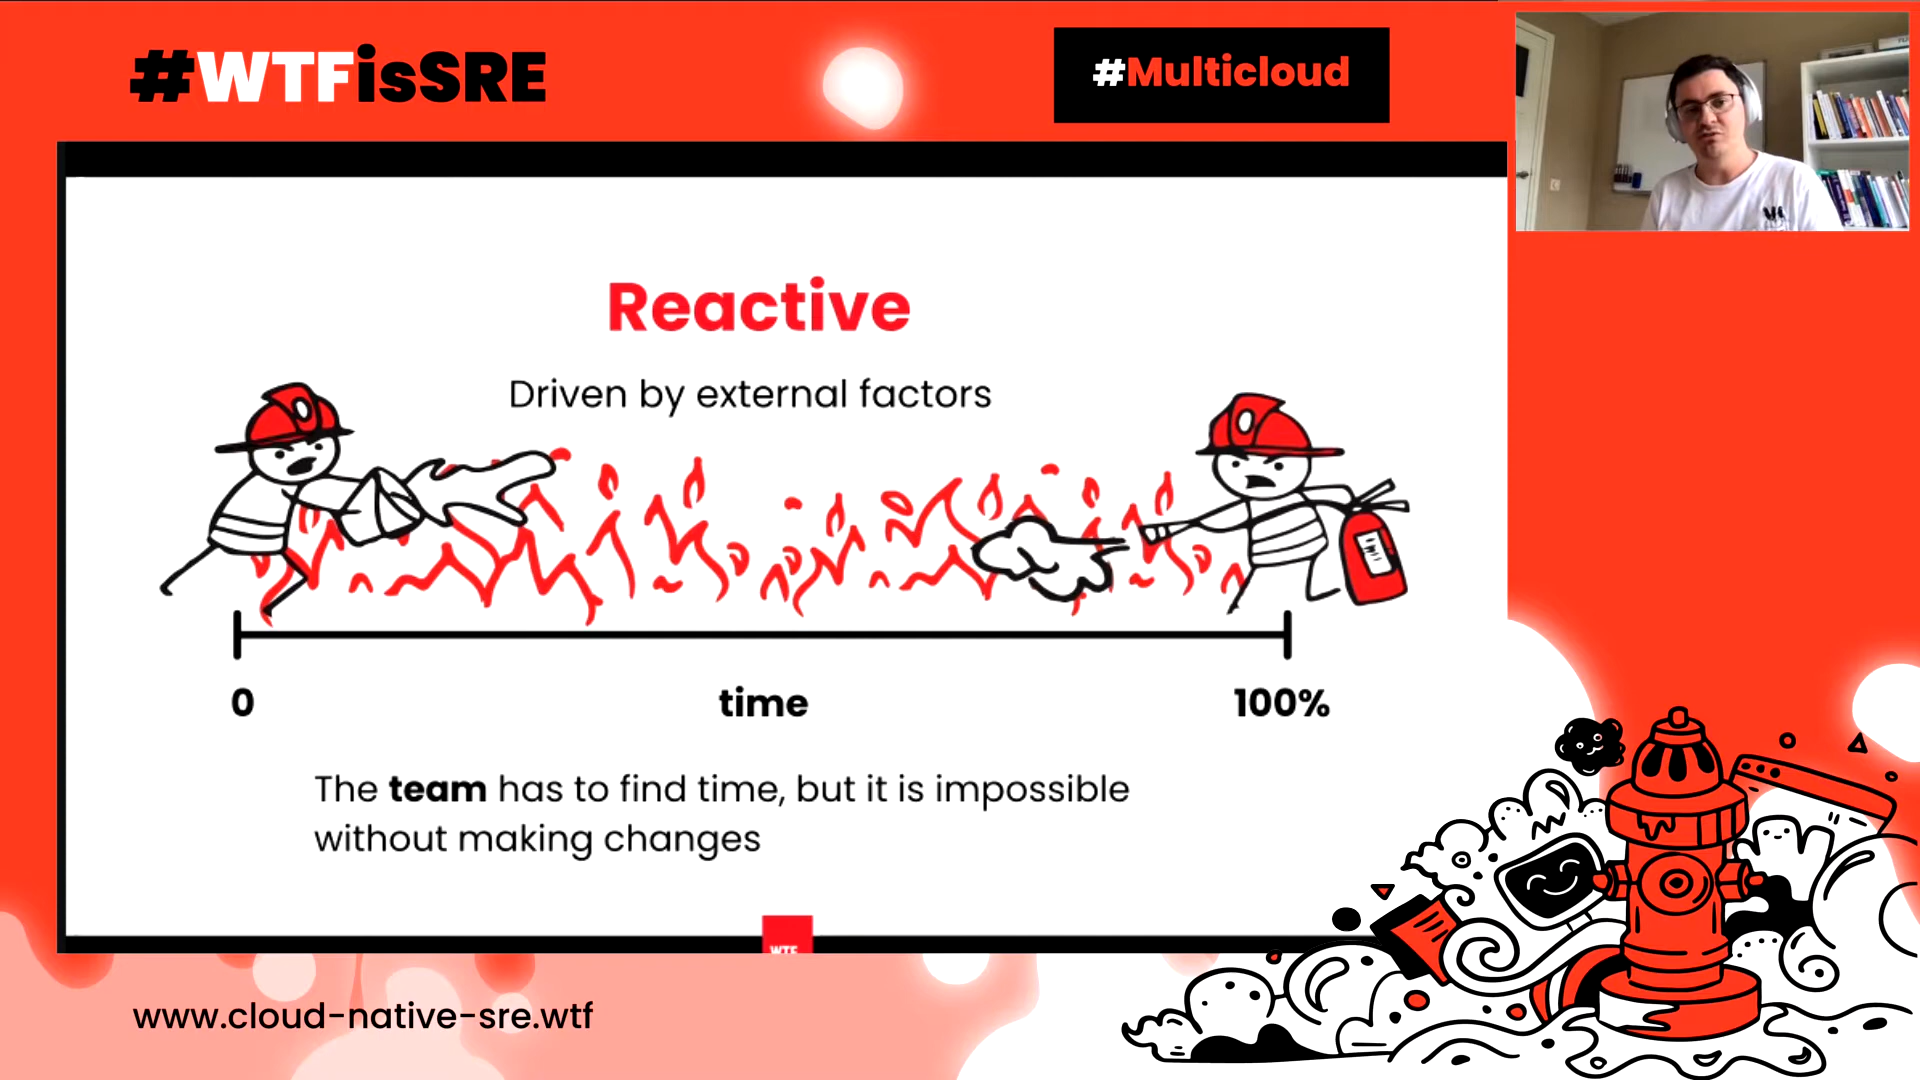 #WTFisSRE
#Multicloud
Reactive
Driven by external factors
0 time 100%
The team has to find time, but it is impossible
without making changes
WTF
www.cloud-native-sre.wtf